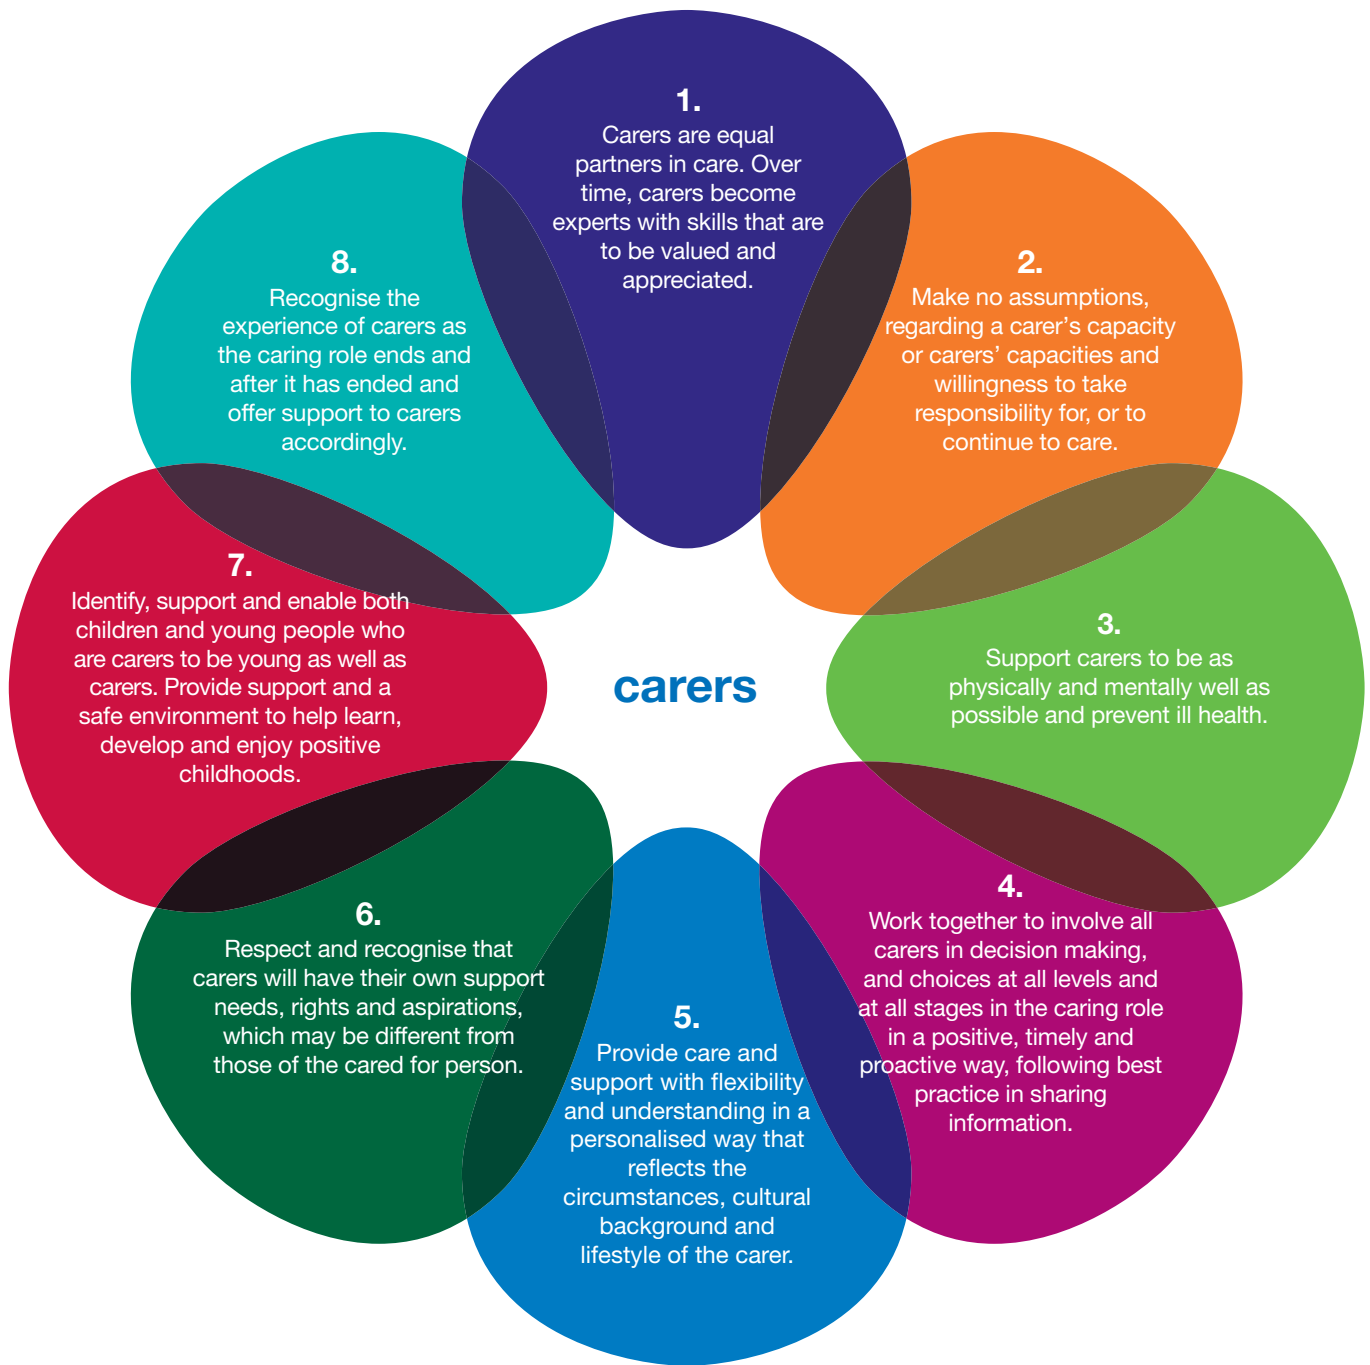 1.
Carers are equal
partners in care. Over
time, carers become
experts with skills that are
to be valued and
appreciated.
2.
Make no assumptions,
regarding a carer’s capacity
or carers’ capacities and
willingness to take
responsibility for, or to
continue to care.
3.
Support carers to be as
physically and mentally well as
possible and prevent ill health.
4.
Work together to involve all
carers in decision making,
and choices at all levels and
at all stages in the caring role
in a positive, timely and
proactive way, following best
practice in sharing
information.
5.
Provide care and
support with flexibility
and understanding in a
personalised way that
reflects the
circumstances, cultural
background and
lifestyle of the carer.
6.
Respect and recognise that
carers will have their own support
needs, rights and aspirations,
which may be different from
those of the cared for person.
7.
Identify, support and enable both
children and young people who
are carers to be young as well as
carers. Provide support and a
safe environment to help learn,
develop and enjoy positive
childhoods.
8.
Recognise the
experience of carers as
the caring role ends and
after it has ended and
offer support to carers
accordingly.
carers